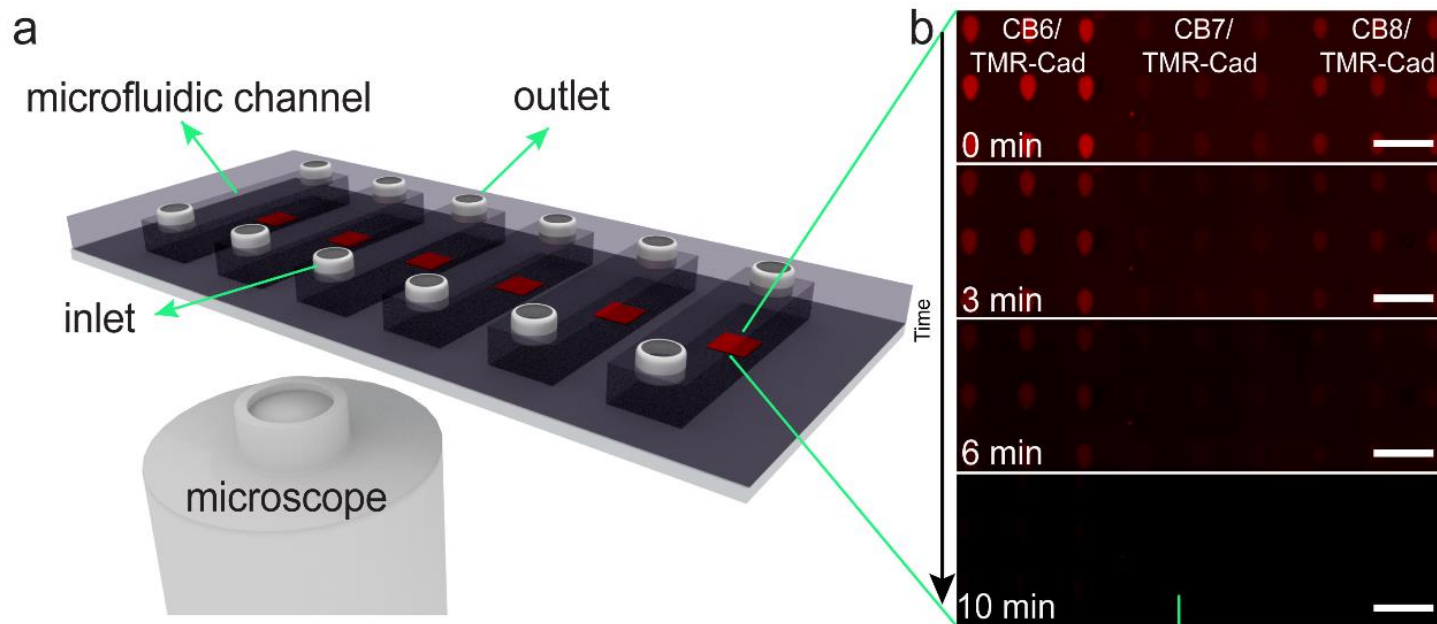 a
microfluidic channel
outlet
inlet
microscope
b
Time
CB6/
TMR-Cad
CB7/
TMR-Cad
CB8/
TMR-Cad
0 min
3 min
6 min
10 min